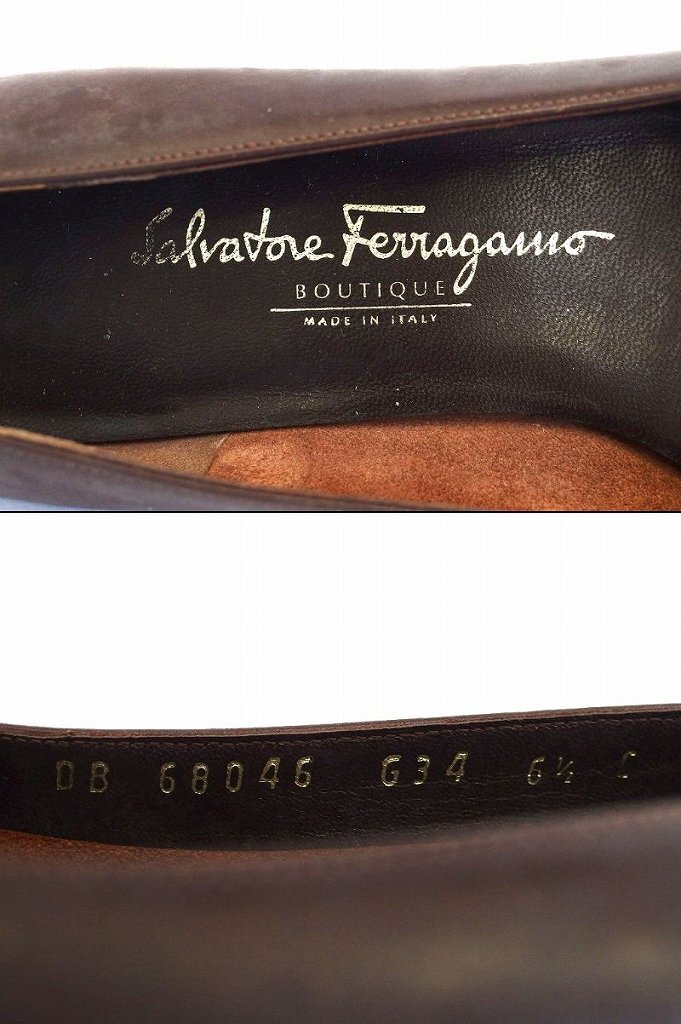 Salvatore Ferragamo
BOUTIQUE
MADE IN ITALY
DB 68046 G34 6½ C